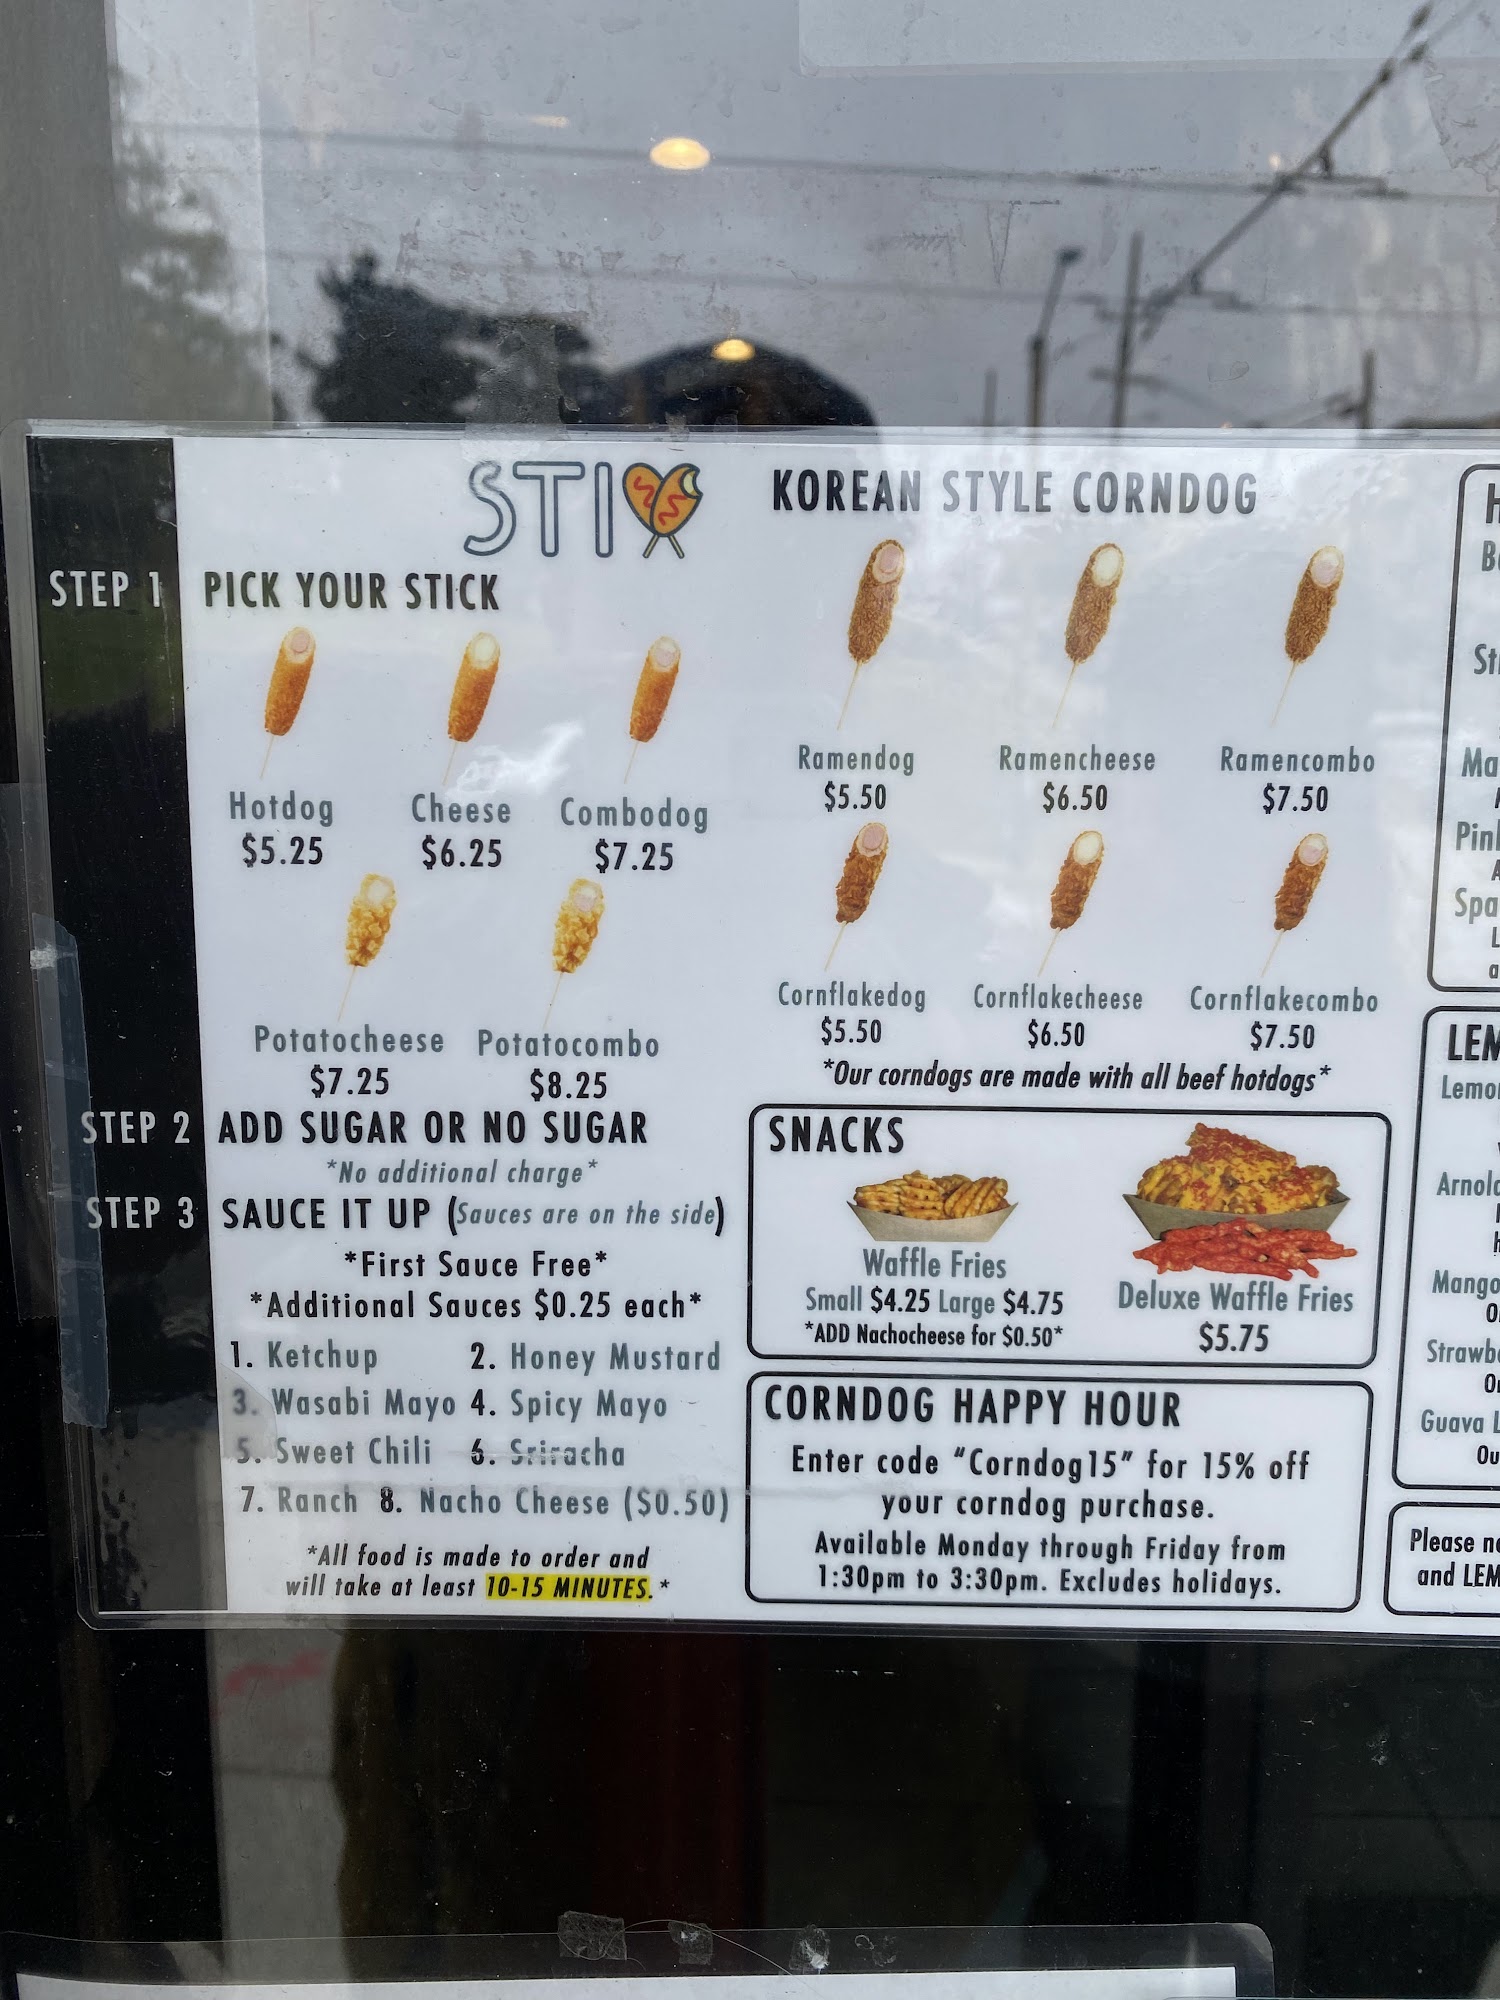 STIX
KOREAN STYLE CORNDOG
STEP 1 PICK YOUR STICK
Hotdog
$5.25
Cheese
$6.25
Combodog
$7.25
Potatocheese
$7.25
Potatocombo
$8.25
Ramendog
$5.50
Ramencheese
$6.50
Ramencombo
$7.50
Cornflakedog
$5.50
Cornflakecheese
$6.50
Cornflakecombo
$7.50
*Our corndogs are made with all beef hotdogs*
STEP 2 ADD SUGAR OR NO SUGAR
*No additional charge*
STEP 3 SAUCE IT UP (Sauces are on the side)
*First Sauce Free*
*Additional Sauces $0.25 each*
1. Ketchup 2. Honey Mustard
3. Wasabi Mayo 4. Spicy Mayo
5. Sweet Chili 6. Sriracha
7. Ranch 8. Nacho Cheese ($0.50)
*All food is made to order and
will take at least 10-15 MINUTES.*
SNACKS
Waffle Fries
Small $4.25 Large $4.75
*ADD Nachocheese for $0.50*
Deluxe Waffle Fries
$5.75
CORNDOG HAPPY HOUR
Enter code "Corndog15" for 15% off
your corndog purchase.
Available Monday through Friday from
1:30pm to 3:30pm. Excludes holidays.
Please
and